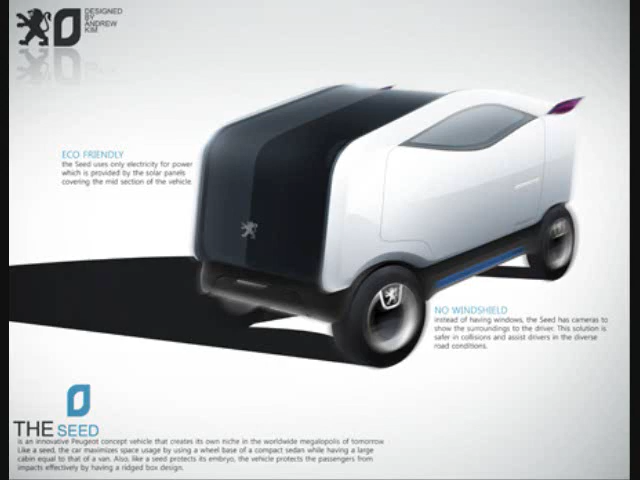 DESIGNED
BY
ANDREW
KIM
ECO FRIENDLY
the Seed uses only electricity for power
which is provided by the solar panels
covering the mid section of the vehicle.
NO WINDSHIELD
instead of having windows, the Seed has cameras to
show the surroundings to the driver. This solution is
safer in collisions and assist drivers in the diverse
road conditions.
THE SEED
is an innovative Peugeot concept vehicle that creates its own niche in the worldwide megalopolis of tomorrow
Like a seed, the car maximizes space usage by using a wheel base of a compact sedan while having a large
cabin equal to that of a van. Also, like a seed protects its embryo, the vehicle protects the passengers from
impacts effectively by having a ridged box design.